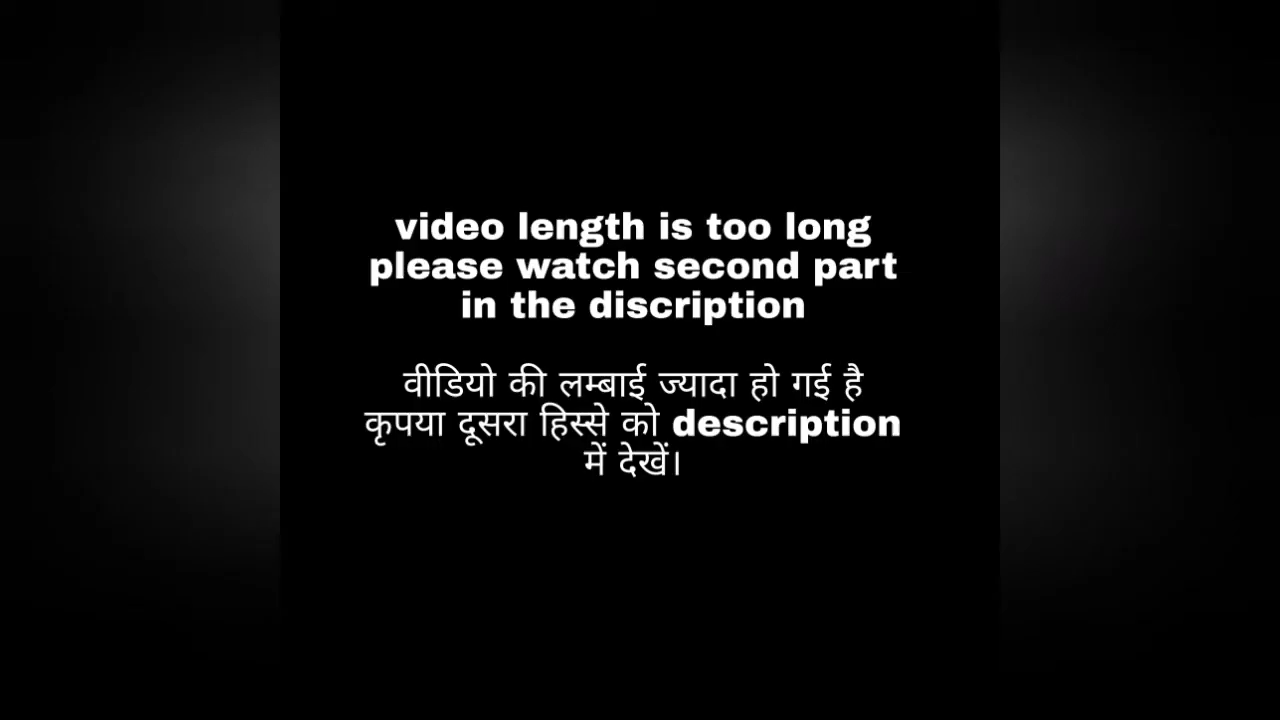 video length is too long
please watch second part
in the discription
वीडियो की लम्बाई ज्यादा हो गई है
कृपया दूसरा हिस्से को description
में देखें।